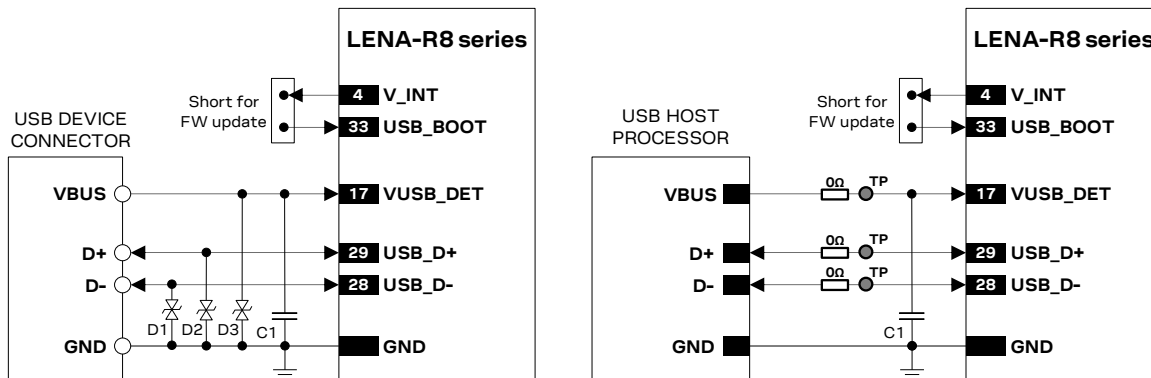 LENA-R8 series
4 V_INT
Short for
FW update
33 USB_BOOT
USB DEVICE
CONNECTOR
VBUS
17 VUSB_DET
D+
29 USB_D+
D-
28 USB_D-
D1 D2 D3 C1
GND
GND
LENA-R8 series
4 V_INT
Short for
FW update
33 USB_BOOT
USB HOST
PROCESSOR
0Ω TP
VBUS
17 VUSB_DET
0Ω TP
D+
29 USB_D+
0Ω TP
D-
28 USB_D-
C1
GND
GND